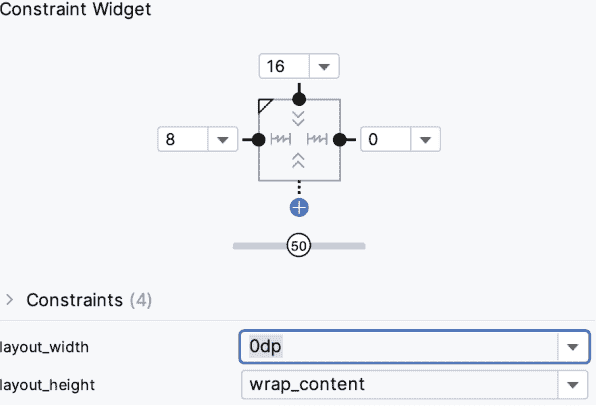 Constraint Widget
16
8
0
50
Constraints (4)
layout_width
0dp
layout_height
wrap_content